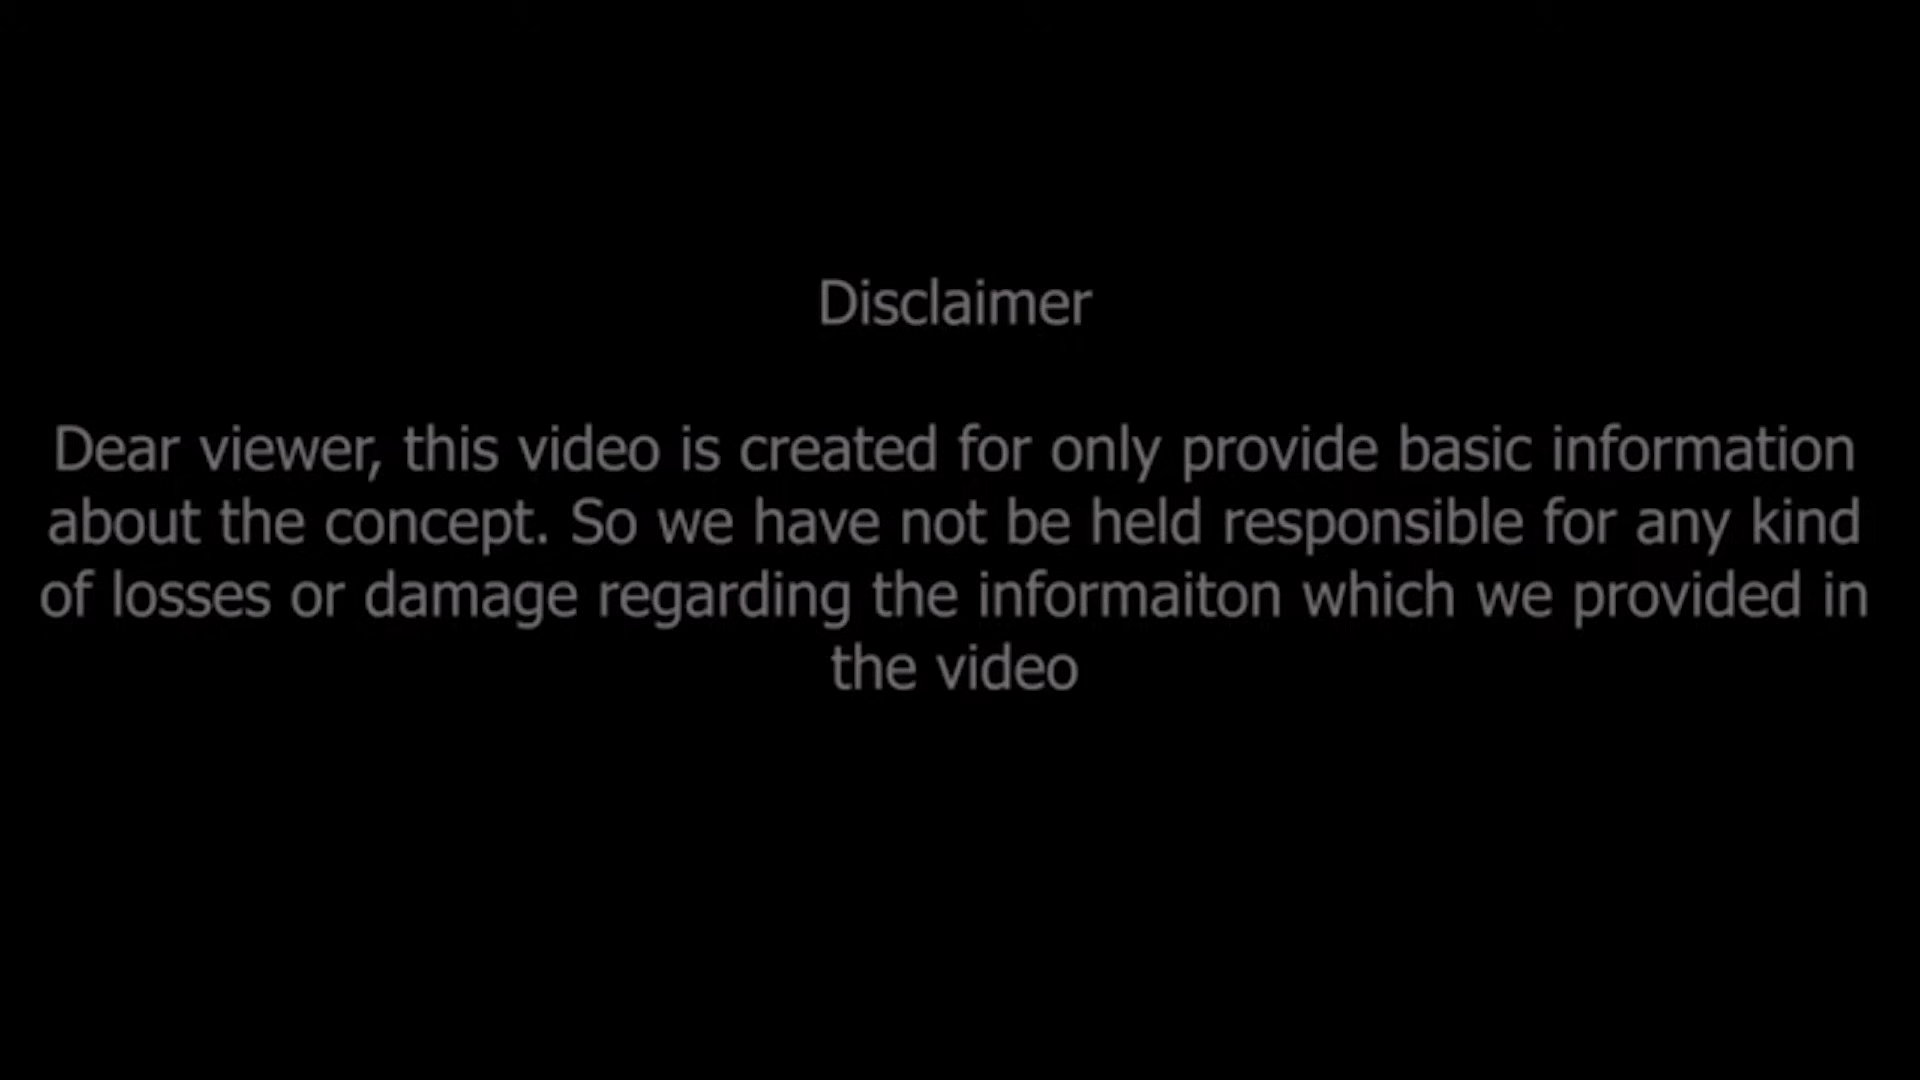 Disclaimer
Dear viewer, this video is created for only provide basic information
about the concept. So we have not be held responsible for any kind
of losses or damage regarding the informaiton which we provided in
the video